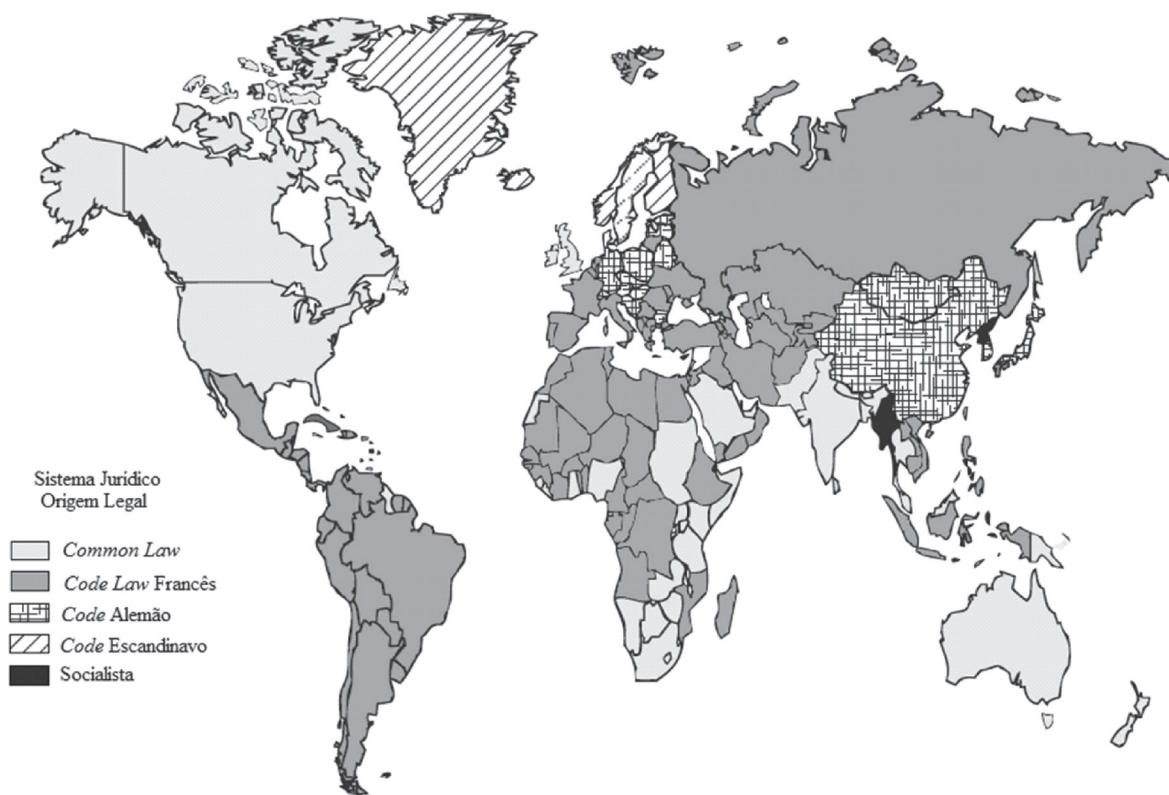 Sistema Jurídico
Origem Legal
Common Law
Code Law Francês
Code Alemão
Code Escandinavo
Socialista